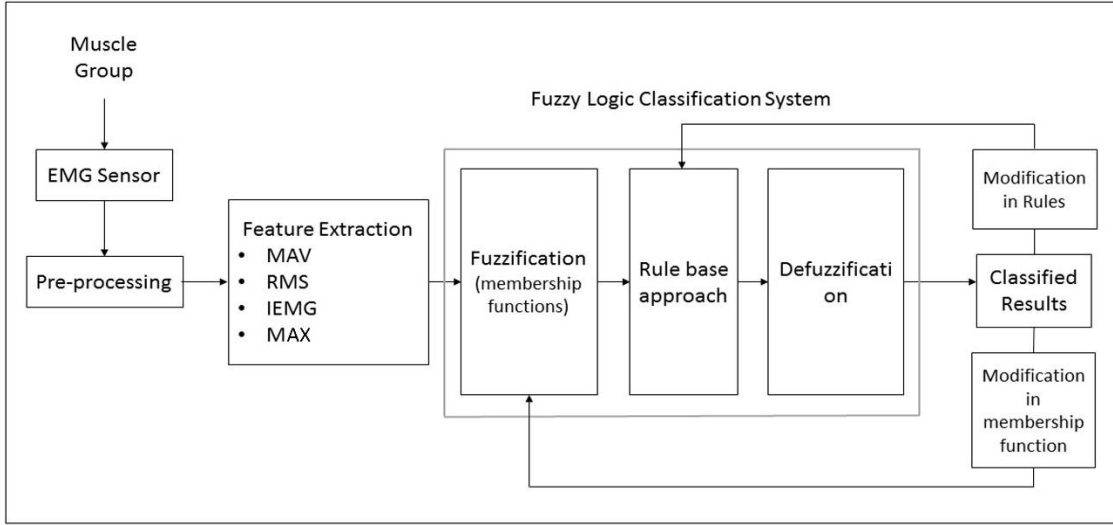 Muscle
Group
EMG Sensor
Pre-processing
Feature Extraction
• MAV
• RMS
• IEMG
• MAX
Fuzzy Logic Classification System
Fuzzification
(membership
functions)
Rule base
approach
Defuzzificati
on
Modification
in Rules
Classified
Results
Modification
in
membership
function